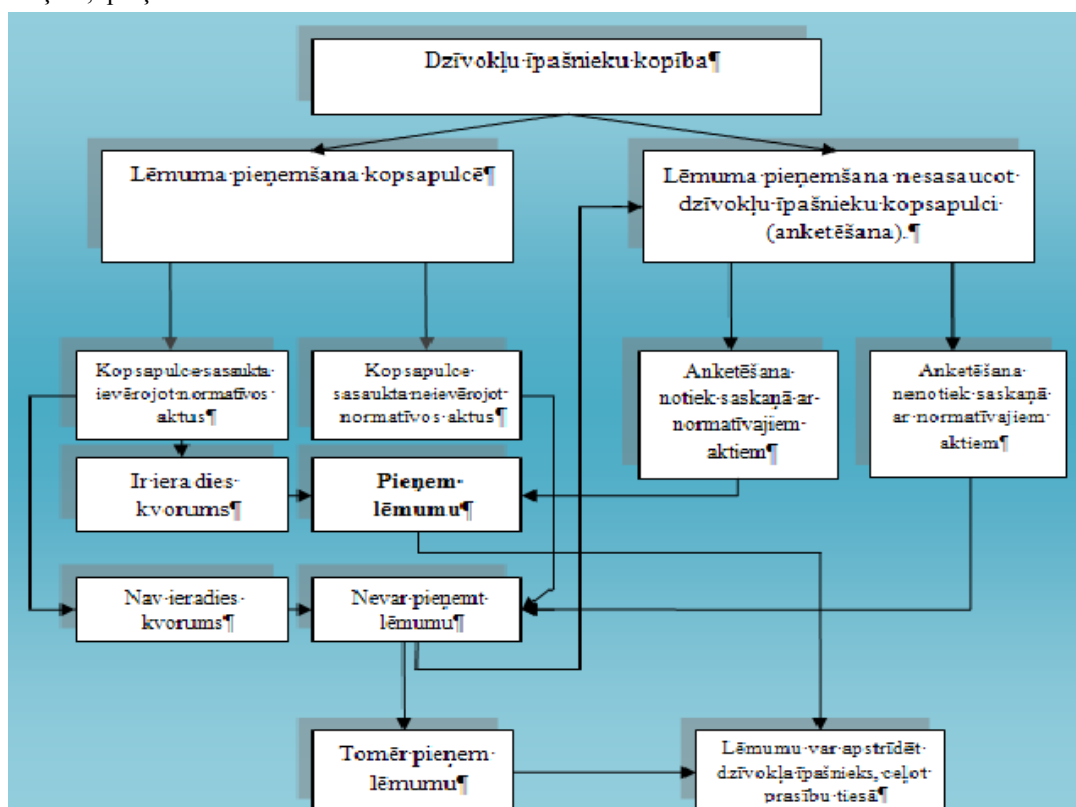 Dzīvokļu·īpašnieku·kopība¶
Lēmuma·pieņemšana·kopsapulcē¶
Lēmuma·pieņemšana·nesasaucot·
dzīvokļu·īpašnieku·kopsapulci·
(anketēšana).¶
Kopsapulce·sasaukta·
ievērojot·normatīvos·
aktus¶
Kopsapulce·
sasaukta·neievērojot·
normatīvos·aktus¶
Anketēšana·
notiek·saskaņā·ar·
normatīvajiem·
aktiem¶
Anketēšana·
nenotiek·saskaņā·
ar·normatīvajiem·
aktiem¶
Ir·ieradies·
kvorums¶
Pieņem·
lēmumu¶
Nav·ieradies·
kvorums¶
Nevar·pieņemt·
lēmumu¶
Tomēr·pieņem·
lēmumu¶
Lēmumu·var·apstrīdēt·
dzīvokļa·īpašnieks,·ceļot·
prasību·tiesā¶